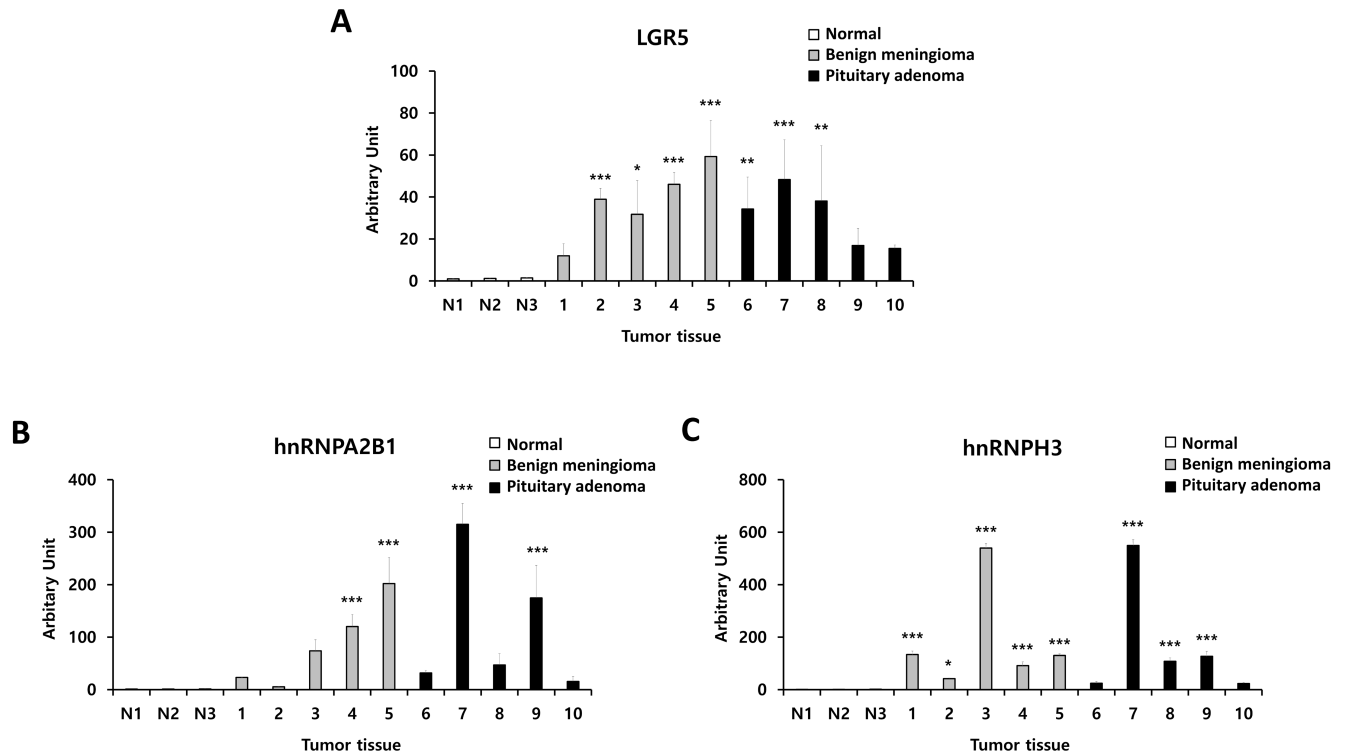 A
LGR5
Normal
Benign meningioma
Pituitary adenoma
Arbitrary Unit
100
80
60
40
20
0
*** * *** *** ** *** **
N1 N2 N3 1 2 3 4 5 6 7 8 9 10
Tumor tissue
B
hnRNPA2B1
Normal
Benign meningioma
Pituitary adenoma
Arbitary Unit
400
300
200
100
0
*** *** *** ***
N1 N2 N3 1 2 3 4 5 6 7 8 9 10
Tumor tissue
C
hnRNPH3
Normal
Benign meningioma
Pituitary adenoma
Arbitrary Unit
800
600
400
200
0
*** * *** *** *** *** *** ***
N1 N2 N3 1 2 3 4 5 6 7 8 9 10
Tumor tissue